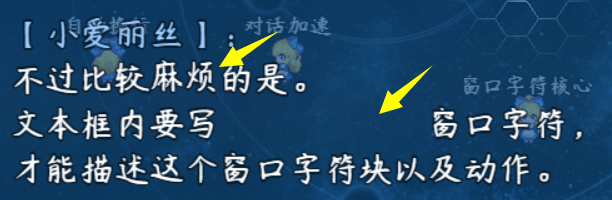 自动换行
对话加速
【小爱丽丝】：
不过比较麻烦的是。
窗口字符核心
文本框内要写 窗口字符，
才能描述这个窗口字符块以及动作。